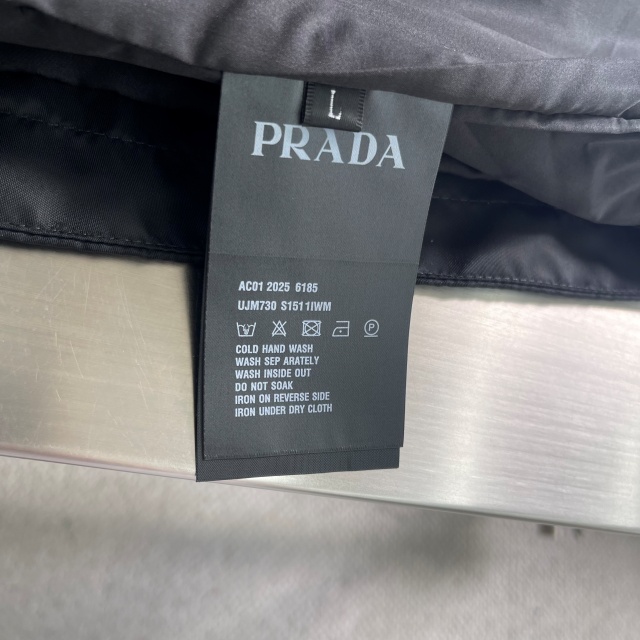 L
PRADA
AC01 2025 6185
UJM730 S1511IWM
COLD HAND WASH
WASH SEP ARATELY
WASH INSIDE OUT
DO NOT SOAK
IRON ON REVERSE SIDE
IRON UNDER DRY CLOTH